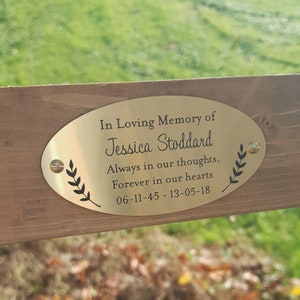 In Loving Memory of
Jessica Stoddard
Always in our thoughts,
Forever in our hearts
06-11-45 - 13-05-18